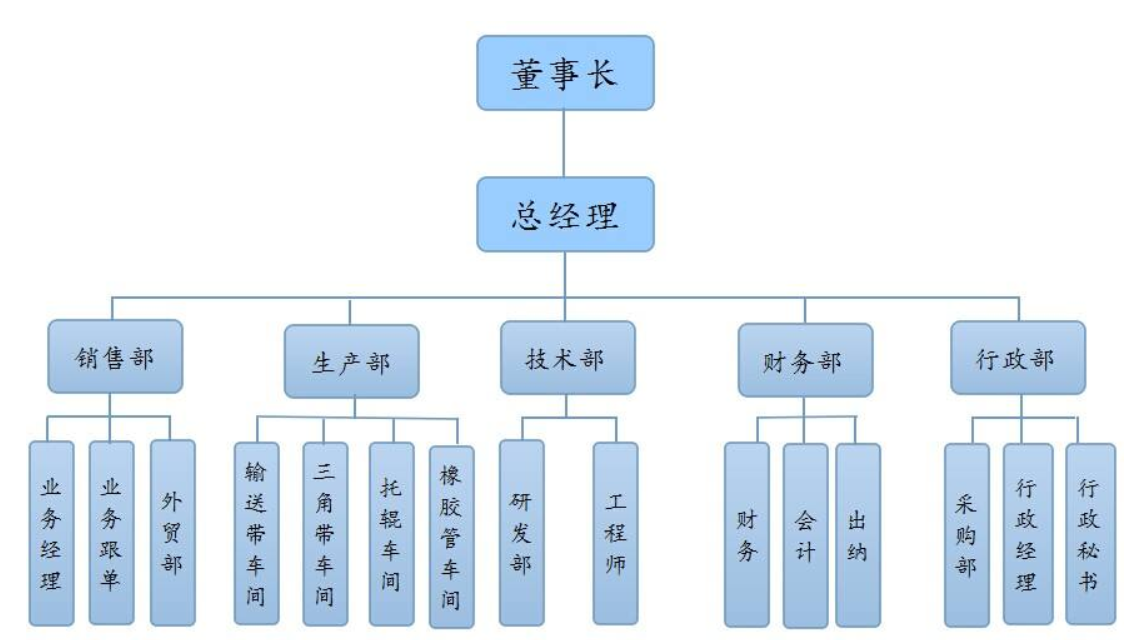 董事长
总经理
销售部
生产部
技术部
财务部
行政部
业务经理
业务跟单
外贸部
输送带车间
三角带车间
托辊车间
橡胶管车间
研发部
工程师
财务
会计
出纳
采购部
行政经理
行政秘书